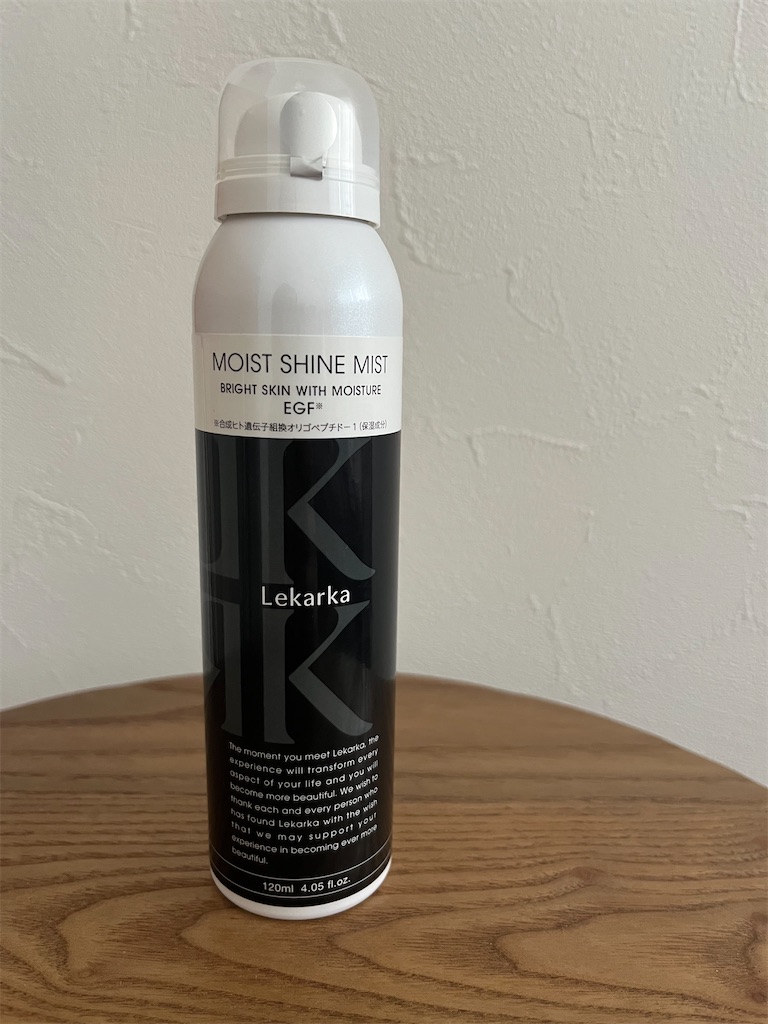 MOIST SHINE MIST
BRIGHT SKIN WITH MOISTURE
EGF※
※合成ヒト遺伝子組換オリゴペプチドー1(保湿成分)
Lekarka
The moment you meet Lekarka, the
experience will transform every
aspect of your life and you will
become more beautiful. We wish to
thank each and every person who
has found Lekarka with the wish
that we may support your
experience in becoming ever more
beautiful.
120ml 4.05 fl.oz.